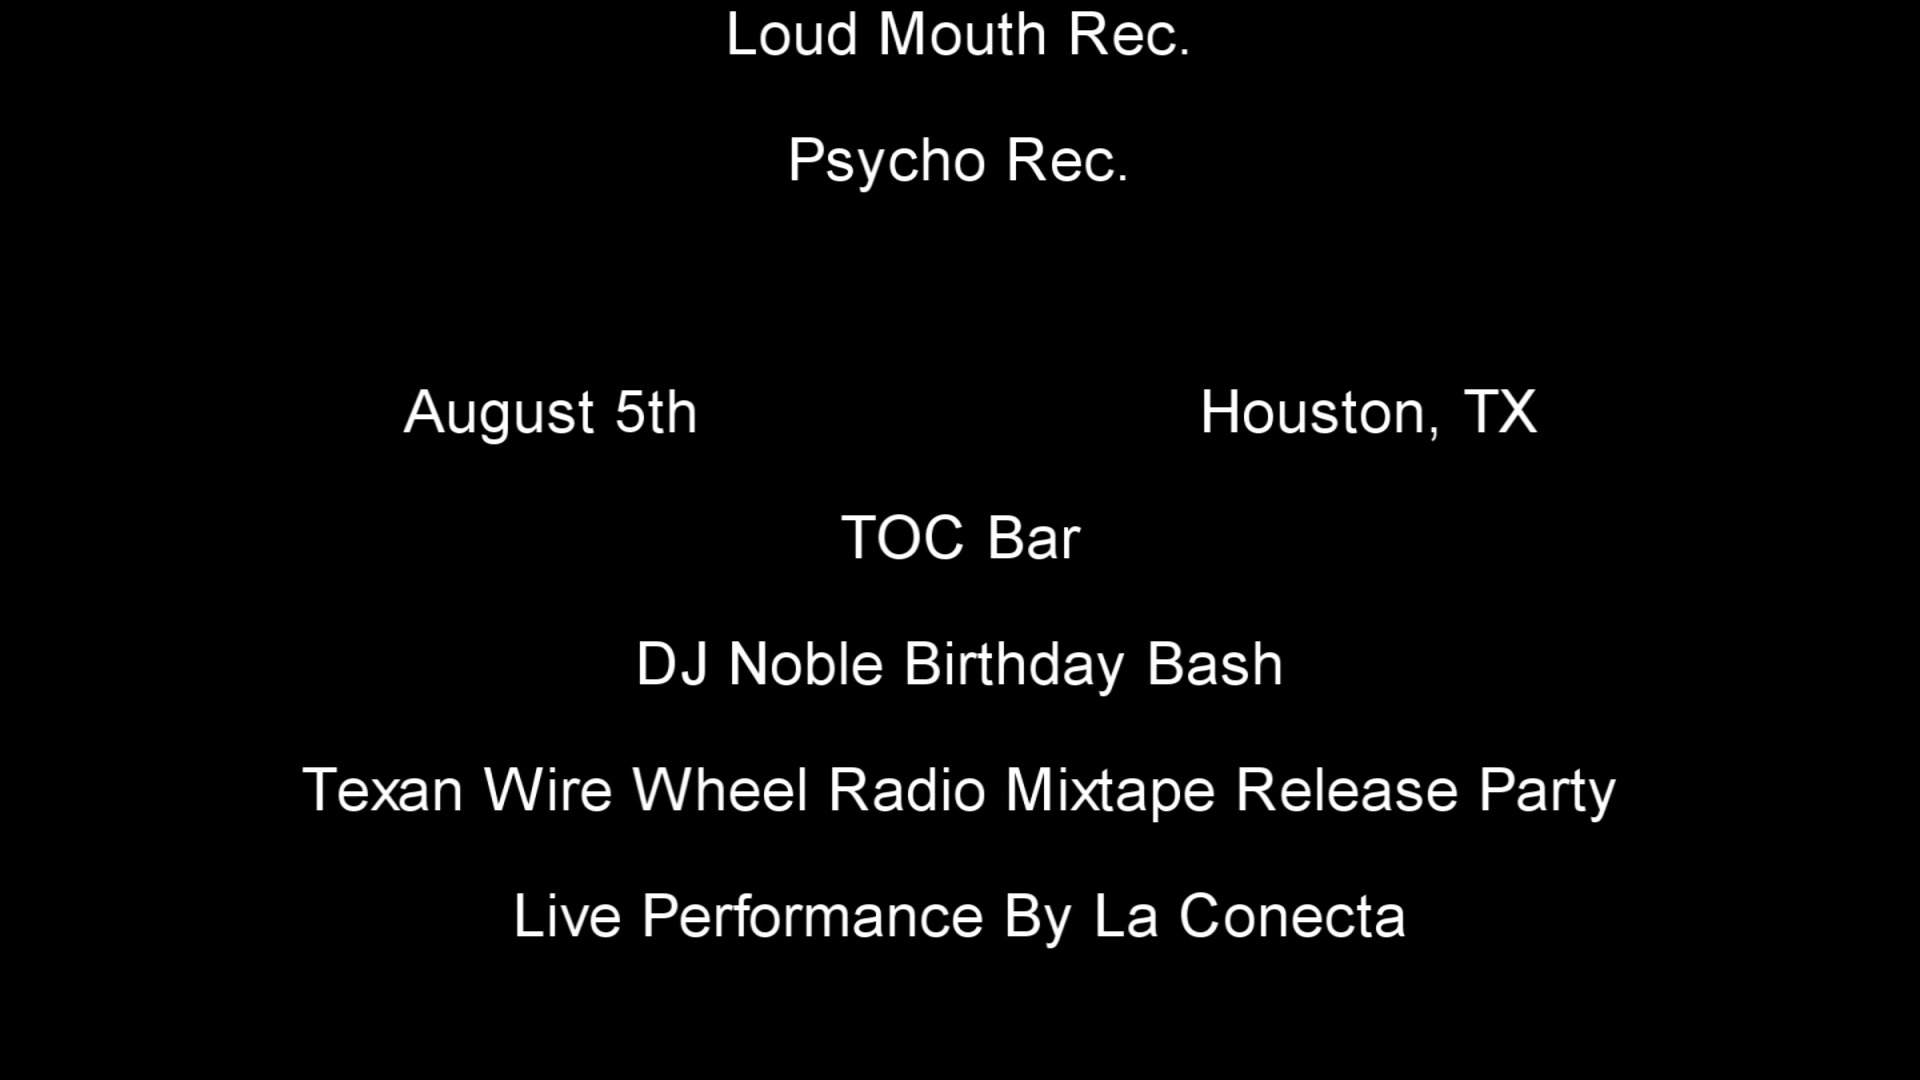 Loud Mouth Rec.
Psycho Rec.
August 5th Houston, TX
TOC Bar
DJ Noble Birthday Bash
Texan Wire Wheel Radio Mixtape Release Party
Live Performance By La Conecta